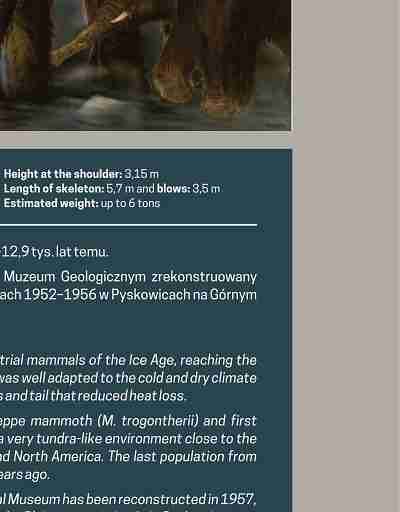 Height at the shoulder: 3,15 m
Length of skeleton: 5,7 m and blows: 3,5 m
Estimated weight: up to 6 tons
12,9 tys. lat temu.
Muzeum Geologicznym zrekonstruowany
ach 1952–1956 w Pyskowicach na Górnym
trial mammals of the Ice Age, reaching the
was well adapted to the cold and dry climate
s and tail that reduced heat loss.
eppe mammoth (M. trogontherii) and first
a very tundra-like environment close to the
nd North America. The last population from
ears ago.
al Museum has been reconstructed in 1957,